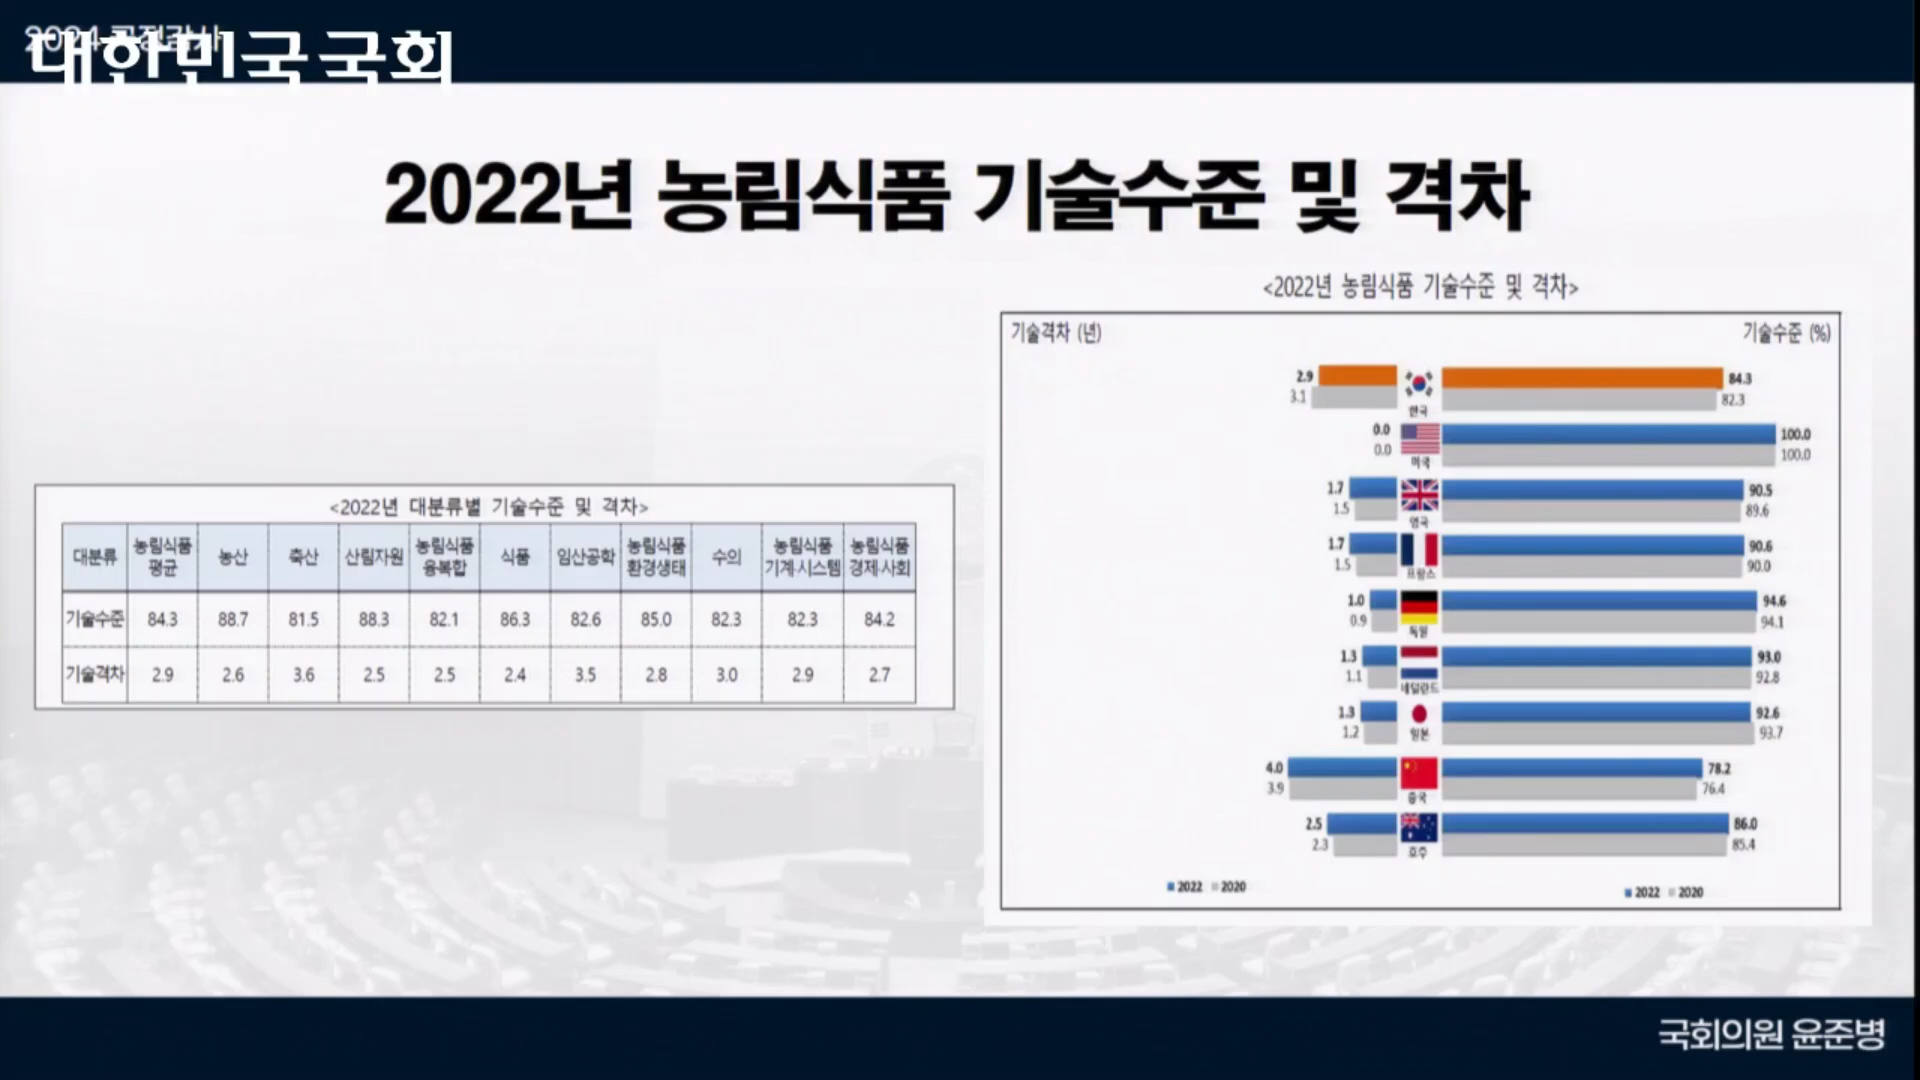 대한민국 국회
2022년 농림식품 기술수준 및 격차
<2022년 대분류별 기술수준 및 격차>
대분류 농림식품 평균 농산 축산 산림자원 농림식품 융복합 식품 임산공학 농림식품 환경생태 수의 농림식품 기계·시스템 농림식품 경제·사회
기술수준 84.3 88.7 81.5 88.3 82.1 86.3 82.6 85.0 82.3 82.3 84.2
기술격차 2.9 2.6 3.6 2.5 2.5 2.4 3.5 2.8 3.0 2.9 2.7
<2022년 농림식품 기술수준 및 격차>
기술격차 (년) 기술수준 (%)
2.9 84.3
3.1 82.3
한국
0.0 100.0
0.0 100.0
미국
1.7 90.5
1.5 89.6
영국
1.7 90.6
1.5 90.0
프랑스
1.0 94.6
0.9 94.1
독일
1.3 93.0
1.1 92.8
네덜란드
1.3 92.6
1.2 93.7
일본
4.0 78.2
3.9 76.4
중국
2.5 86.0
2.3 85.4
호주
2022 2020 2022 2020
국회의원 윤준병